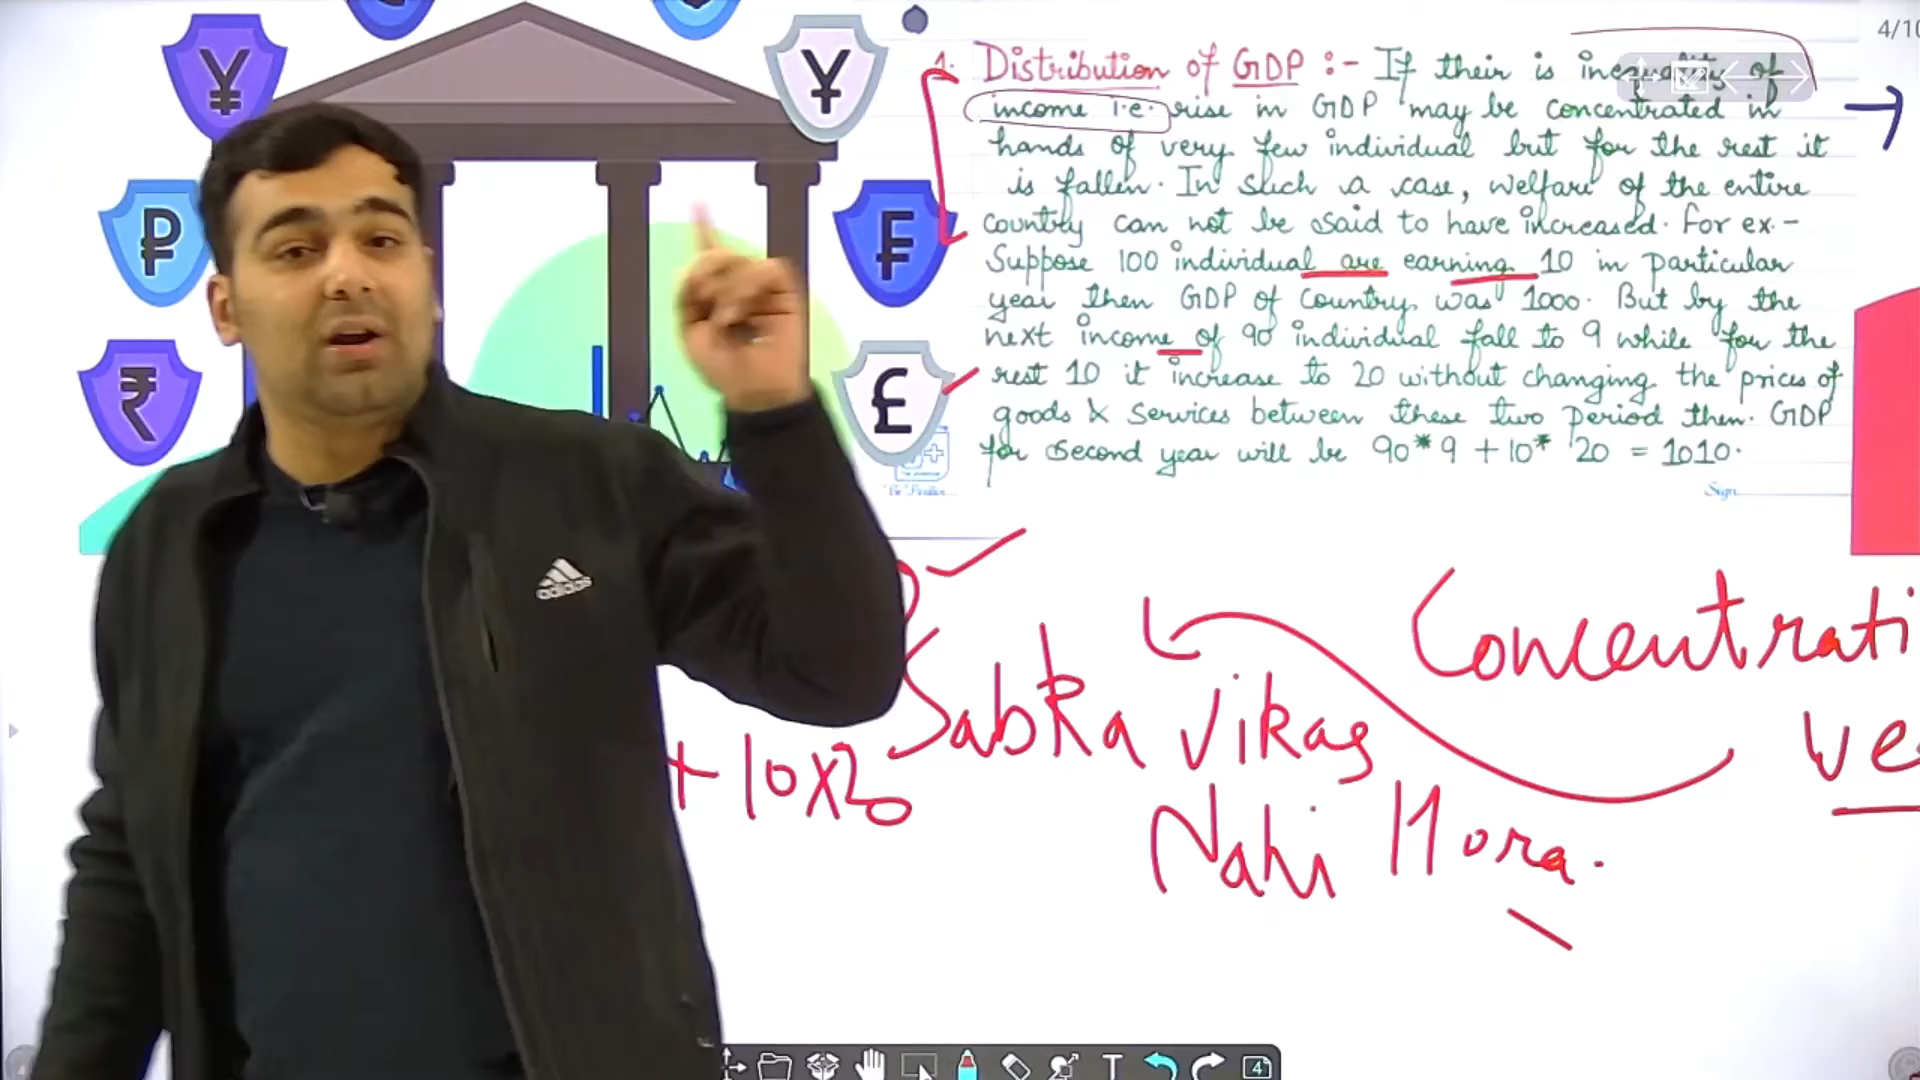 4/10
1. Distribution of GDP :- If their is inequality of
income i.e. rise in GDP may be concentrated in
hands of very few individual but for the rest it
is fallen. In such a case, welfare of the entire
country can not be said to have increased. For ex.-
Suppose 100 individual are earning 10 in particular
year then GDP of Country was 1000. But by the
next income of 90 individual fall to 9 while for the
rest 10 it increase to 20 without changing the prices of
goods & Services between these two period then. GDP
for second year will be 90*9 + 10* 20 = 1010.
Sign
adidas
Concentrati
Sabka Vikas
ve
+ 10x20
Nahi Hora.
T
4